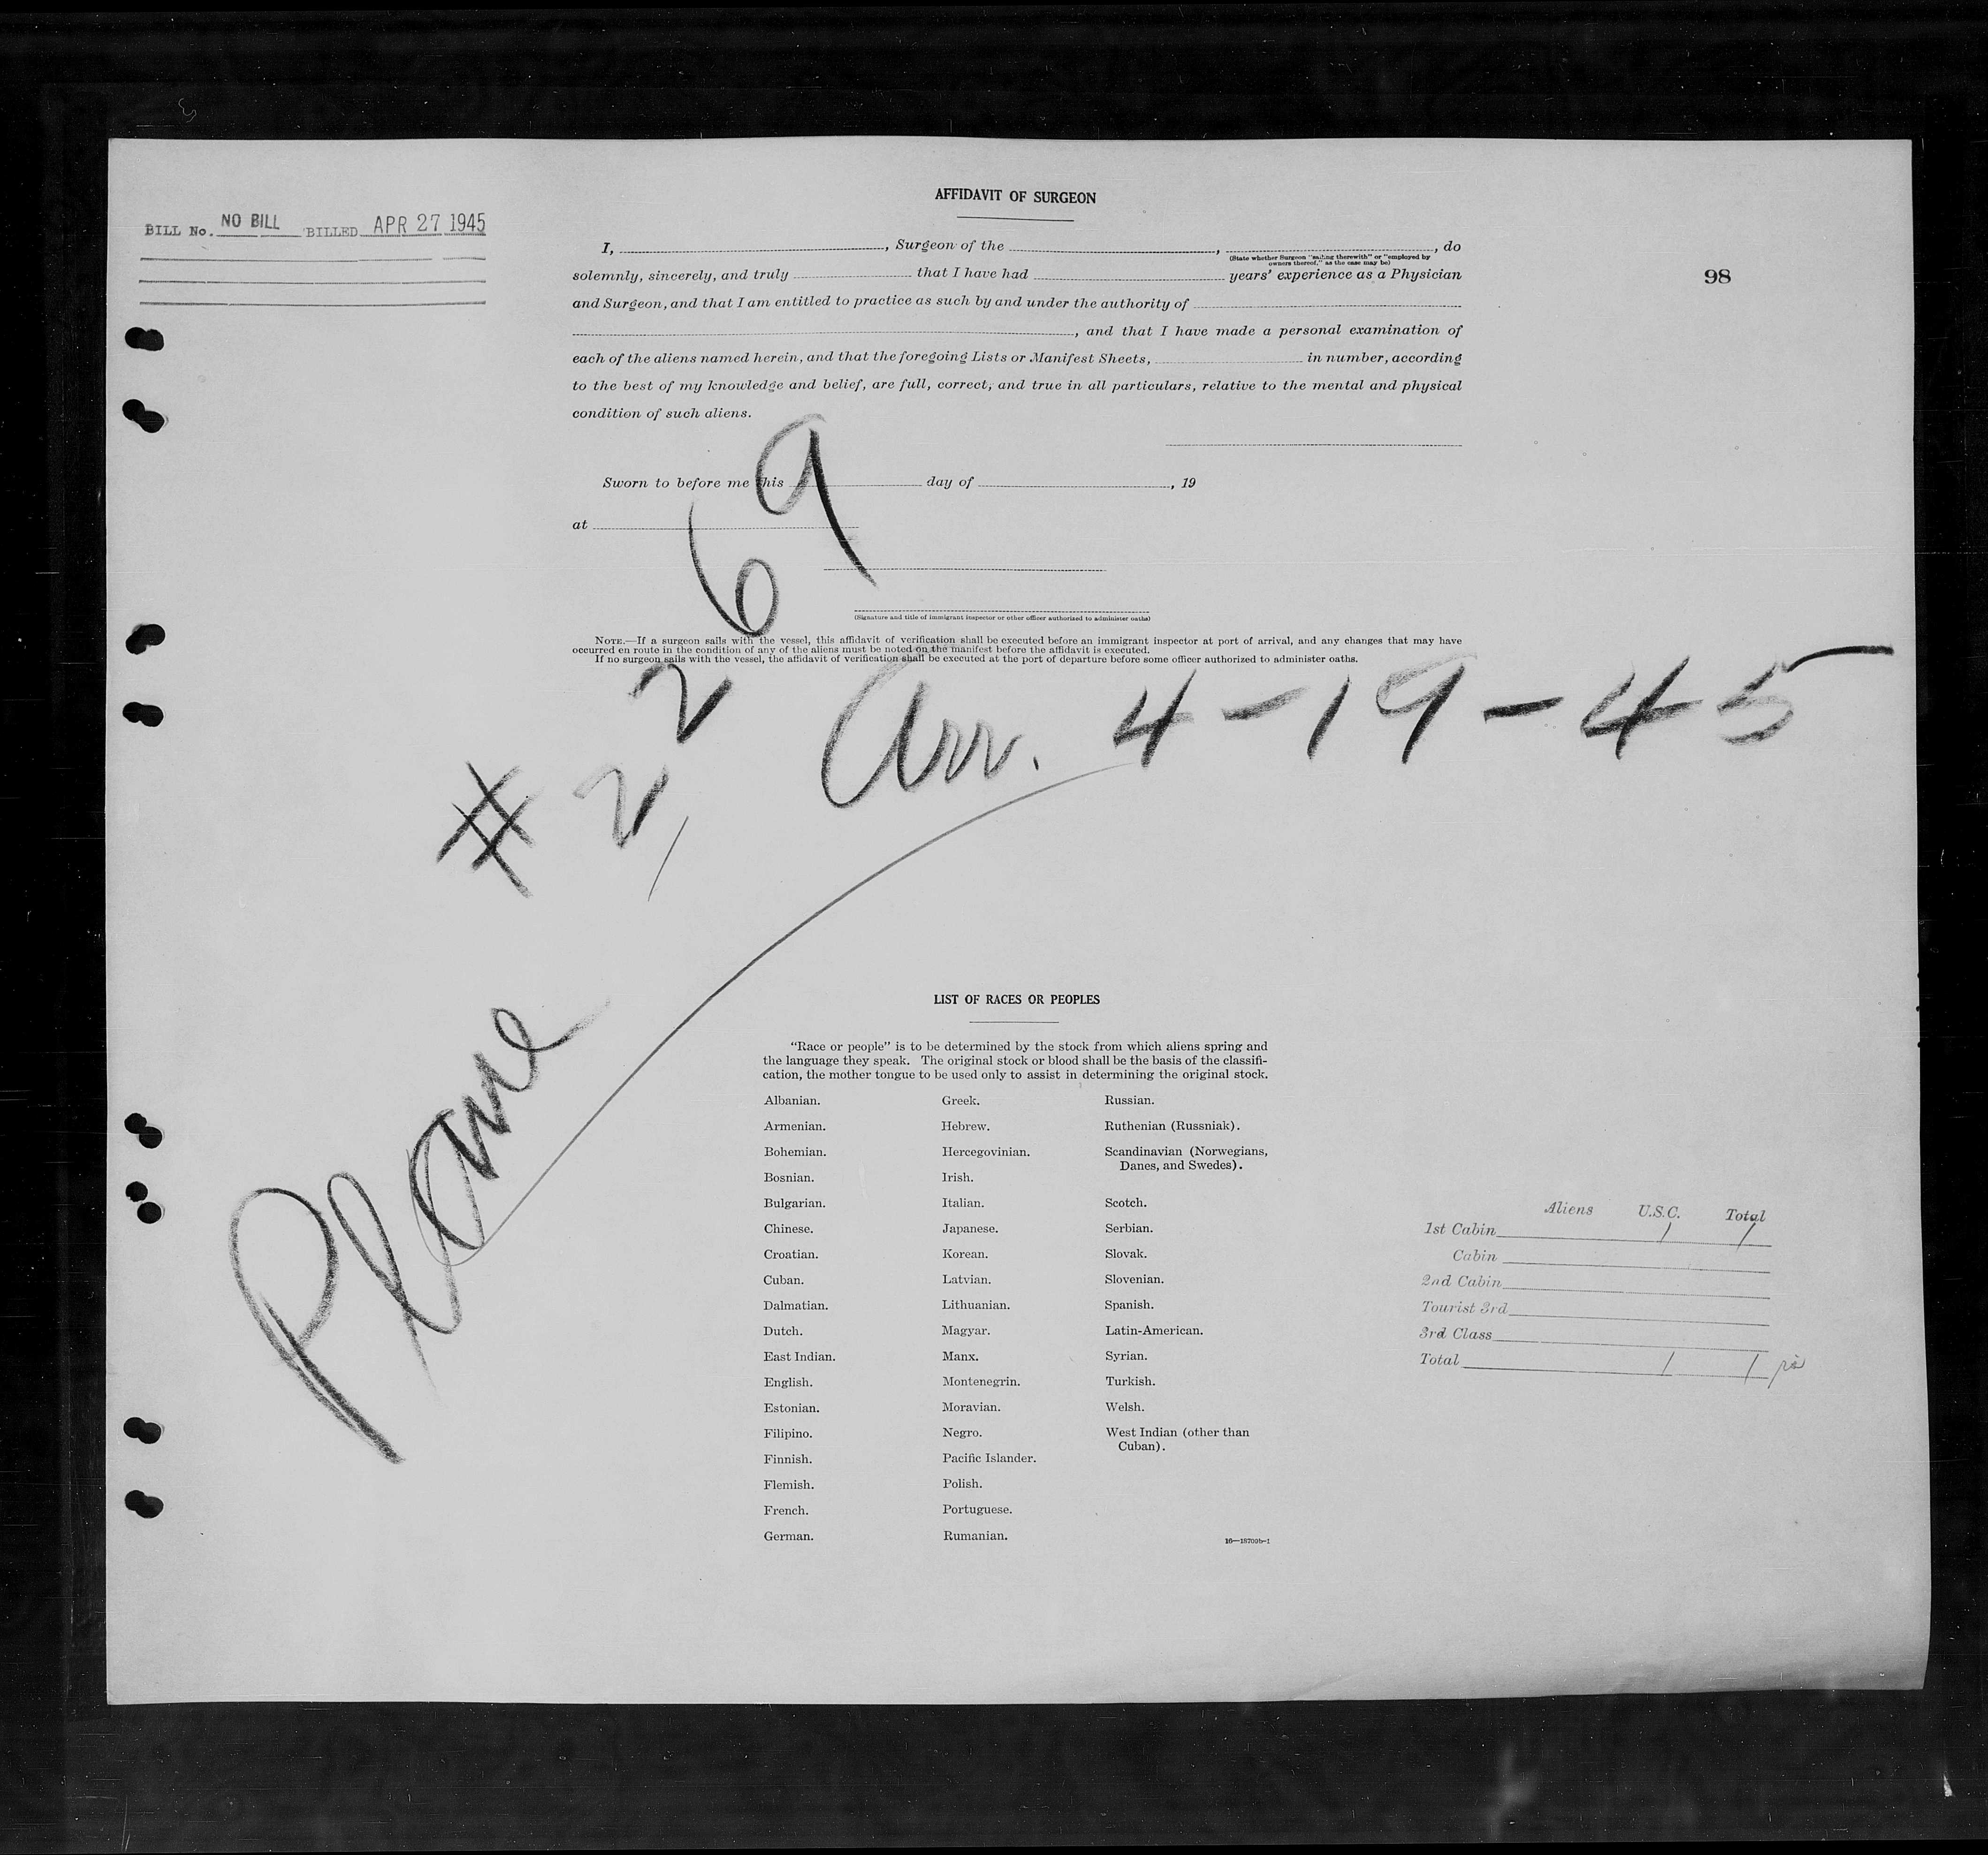 AFFIDAVIT OF SURGEON
BILL No. NO BILL BILLED APR 27 1945
98
I, , Surgeon of the , , do
(State whether Surgeon "sailing therewith" or "employed by
owners thereof," as the case may be)
solemnly, sincerely, and truly that I have had years' experience as a Physician
and Surgeon, and that I am entitled to practice as such by and under the authority of
, and that I have made a personal examination of
each of the aliens named herein, and that the foregoing Lists or Manifest Sheets, in number, according
to the best of my knowledge and belief, are full, correct, and true in all particulars, relative to the mental and physical
condition of such aliens.
Sworn to before me this day of , 19
at
(Signature and title of immigrant inspector or other officer authorized to administer oaths)
NOTE.—If a surgeon sails with the vessel, this affidavit of verification shall be executed before an immigrant inspector at port of arrival, and any changes that may have
occurred en route in the condition of any of the aliens must be noted on the manifest before the affidavit is executed.
If no surgeon sails with the vessel, the affidavit of verification shall be executed at the port of departure before some officer authorized to administer oaths.
Plane # 2269
Arr. 4-19-45
LIST OF RACES OR PEOPLES
"Race or people" is to be determined by the stock from which aliens spring and
the language they speak. The original stock or blood shall be the basis of the classifi-
cation, the mother tongue to be used only to assist in determining the original stock.
Albanian.
Armenian.
Bohemian.
Bosnian.
Bulgarian.
Chinese.
Croatian.
Cuban.
Dalmatian.
Dutch.
East Indian.
English.
Estonian.
Filipino.
Finnish.
Flemish.
French.
German.
Greek.
Hebrew.
Hercegovinian.
Irish.
Italian.
Japanese.
Korean.
Latvian.
Lithuanian.
Magyar.
Manx.
Montenegrin.
Moravian.
Negro.
Pacific Islander.
Polish.
Portuguese.
Rumanian.
Russian.
Ruthenian (Russniak).
Scandinavian (Norwegians,
Danes, and Swedes).
Scotch.
Serbian.
Slovak.
Slovenian.
Spanish.
Latin-American.
Syrian.
Turkish.
Welsh.
West Indian (other than
Cuban).
16—18709b-1
Aliens U.S.C. Total
1st Cabin 1 1
Cabin
2nd Cabin
Tourist 3rd
3rd Class
Total 1 1